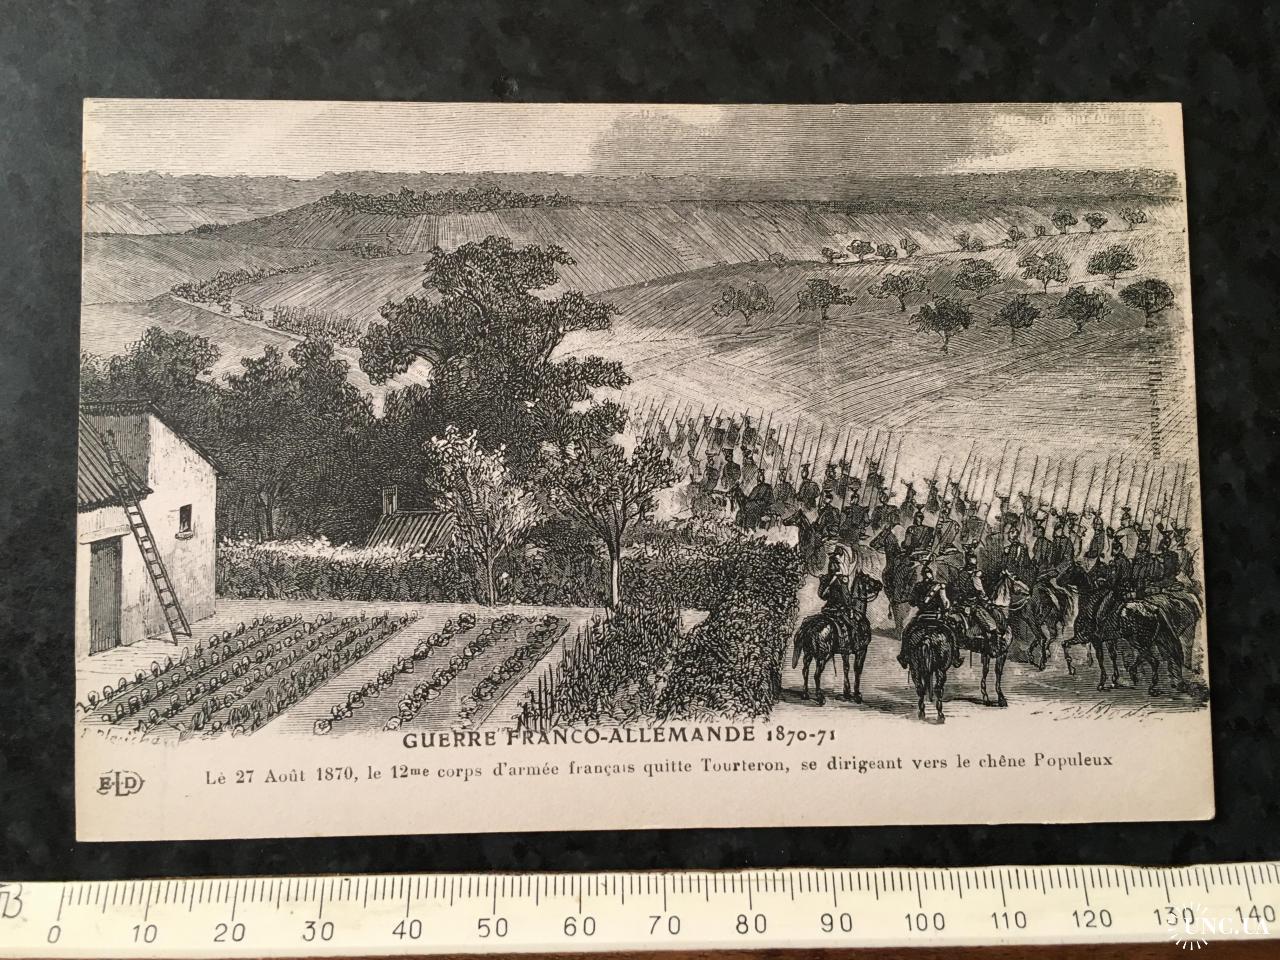 GUERRE FRANCO-ALLEMANDE 1870-71
Lè 27 Août 1870, le 12me corps d'armée français quitte Tourteron, se dirigeant vers le chêne Populeux
ELD
0 10 20 30 40 50 60 70 80 90 100 110 120 130 140
UNC.UA